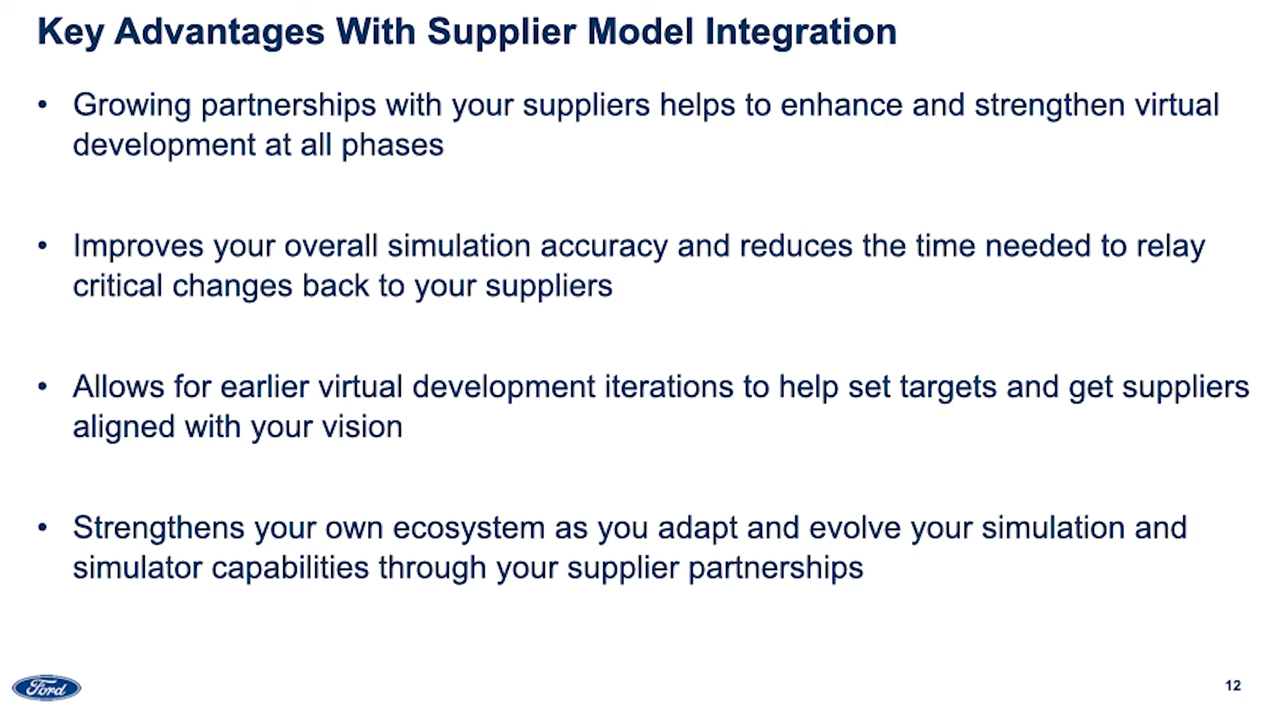 Key Advantages With Supplier Model Integration
• Growing partnerships with your suppliers helps to enhance and strengthen virtual
development at all phases
• Improves your overall simulation accuracy and reduces the time needed to relay
critical changes back to your suppliers
• Allows for earlier virtual development iterations to help set targets and get suppliers
aligned with your vision
• Strengthens your own ecosystem as you adapt and evolve your simulation and
simulator capabilities through your supplier partnerships
Ford
12